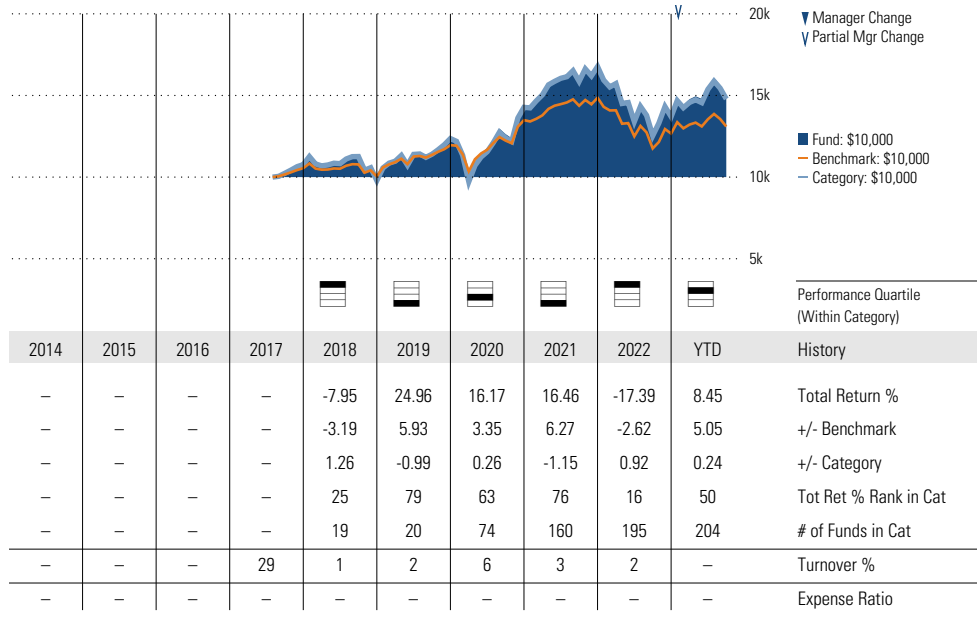 20k
▼ Manager Change
∨ Partial Mgr Change
15k
Fund: $10,000
Benchmark: $10,000
Category: $10,000
10k
5k
Performance Quartile
(Within Category)
2014 2015 2016 2017 2018 2019 2020 2021 2022 YTD History
– – – – -7.95 24.96 16.17 16.46 -17.39 8.45 Total Return %
– – – – -3.19 5.93 3.35 6.27 -2.62 5.05 +/- Benchmark
– – – – 1.26 -0.99 0.26 -1.15 0.92 0.24 +/- Category
– – – – 25 79 63 76 16 50 Tot Ret % Rank in Cat
– – – – 19 20 74 160 195 204 # of Funds in Cat
– – – 29 1 2 6 3 2 – Turnover %
– – – – – – – – – – Expense Ratio